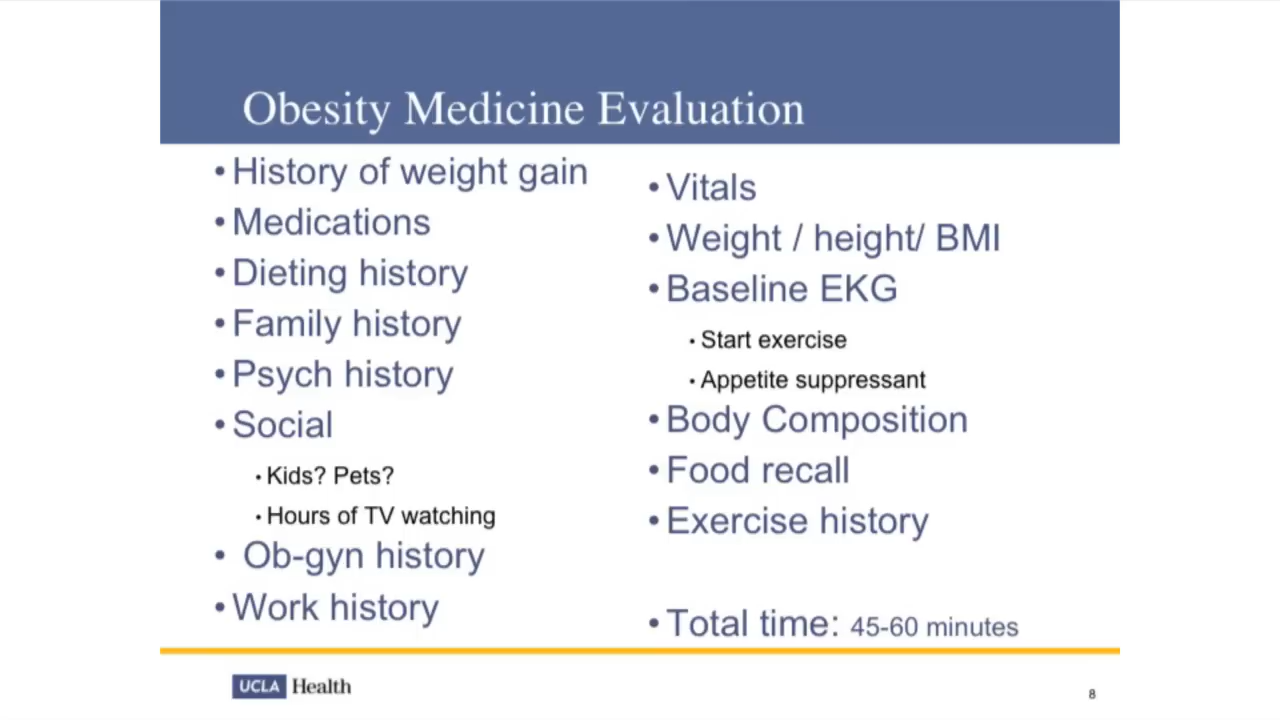 Obesity Medicine Evaluation
• History of weight gain
• Medications
• Dieting history
• Family history
• Psych history
• Social
• Kids? Pets?
• Hours of TV watching
• Ob-gyn history
• Work history
• Vitals
• Weight / height/ BMI
• Baseline EKG
• Start exercise
• Appetite suppressant
• Body Composition
• Food recall
• Exercise history
• Total time: 45-60 minutes
UCLA Health
8